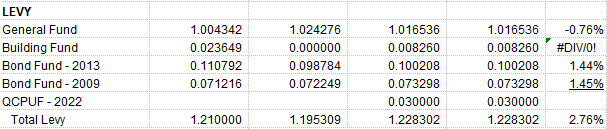 LEVY
General Fund 1.004342 1.024276 1.016536 1.016536 -0.76%
Building Fund 0.023649 0.000000 0.008260 0.008260 #DIV/0!
Bond Fund - 2013 0.110792 0.098784 0.100208 0.100208 1.44%
Bond Fund - 2009 0.071216 0.072249 0.073298 0.073298 1.45%
QCPUF - 2022 0.030000 0.030000
Total Levy 1.210000 1.195309 1.228302 1.228302 2.76%